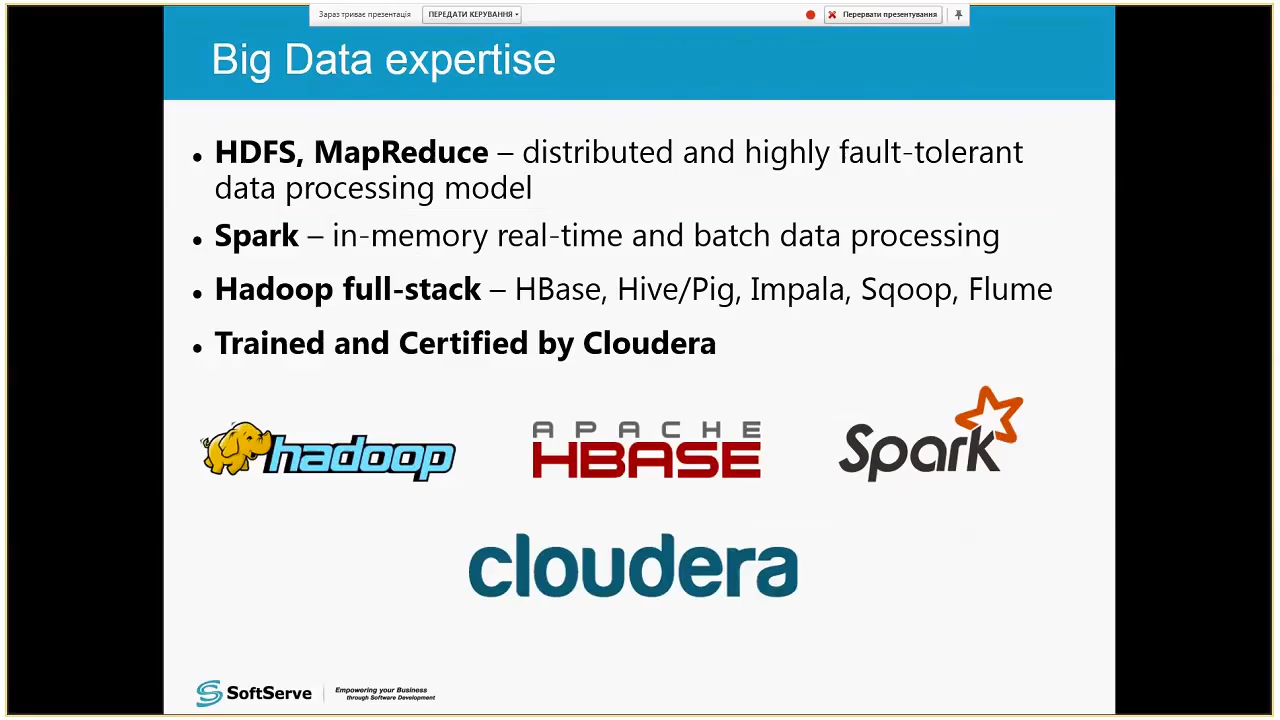 Зараз триває презентація ПЕРЕДАТИ КЕРУВАННЯ Перервати презентування
Big Data expertise
• HDFS, MapReduce – distributed and highly fault-tolerant
data processing model
• Spark – in-memory real-time and batch data processing
• Hadoop full-stack – HBase, Hive/Pig, Impala, Sqoop, Flume
• Trained and Certified by Cloudera
hadoop
APACHE
HBASE
Spark
cloudera
SoftServe
Empowering your Business
through Software Development